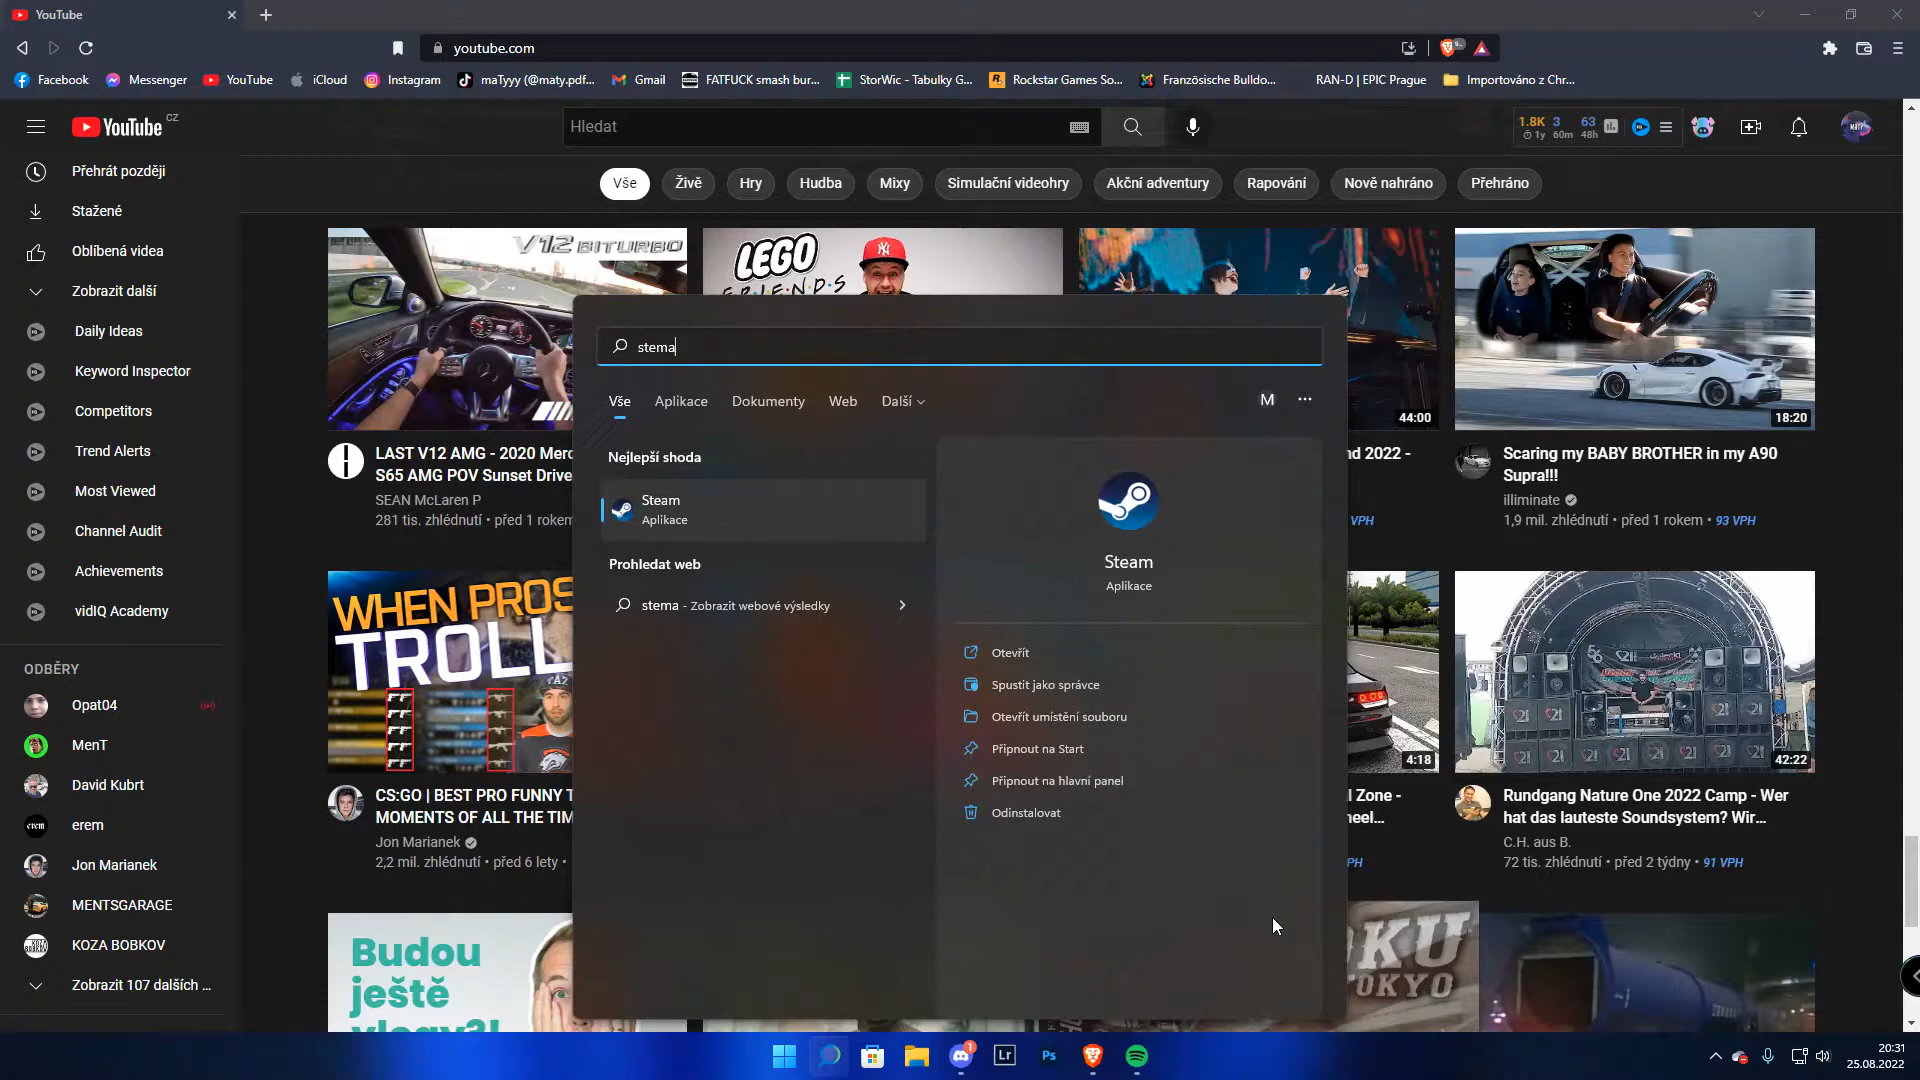 YouTube
youtube.com
Facebook
Messenger
YouTube
iCloud
Instagram
maTyyy (@maty.pdf...
Gmail
FATFUCK smash bur...
StorWic - Tabulky G...
Rockstar Games So...
Französische Bulldo...
RAN-D | EPIC Prague
Importováno z Chr...
YouTube CZ
Hledat
1.8K 3 63
1y 60m 48h
Vše
Živě
Hry
Hudba
Mixy
Simulační videohry
Akční adventury
Rapování
Nově nahráno
Přehráno
Přehrát později
Stažené
Oblíbená videa
Zobrazit další
Daily Ideas
Keyword Inspector
Competitors
Trend Alerts
Most Viewed
Channel Audit
Achievements
vidIQ Academy
ODBĚRY
Opat04
MenT
David Kubrt
erem
Jon Marianek
MENTSGARAGE
KOZA BOBKOV
Zobrazit 107 dalších ...
V12 BITURBO
LEGO
FRIENDS
44:00
18:20
LAST V12 AMG - 2020 Merc
S65 AMG POV Sunset Drive
SEAN McLaren P
281 tis. zhlédnutí • před 1 rokem
nd 2022 -
VPH
Scaring my BABY BROTHER in my A90
Supra!!!
illiminate
1,9 mil. zhlédnutí • před 1 rokem • 93 VPH
stema
Vše
Aplikace
Dokumenty
Web
Další
M
Nejlepší shoda
Steam
Aplikace
Prohledat web
stema - Zobrazit webové výsledky
Steam
Aplikace
Otevřít
Spustit jako správce
Otevřít umístění souboru
Připnout na Start
Připnout na hlavní panel
Odinstalovat
WHEN PROS
TROLL
CS:GO | BEST PRO FUNNY T
MOMENTS OF ALL THE TIM
Jon Marianek
2,2 mil. zhlédnutí • před 6 lety •
4:18
42:22
l Zone -
heel...
PH
Rundgang Nature One 2022 Camp - Wer
hat das lauteste Soundsystem? Wir...
C.H. aus B.
72 tis. zhlédnutí • před 2 týdny • 91 VPH
Budou
ještě
vlogy?!
KU
TOKYO
Lr
Ps
1
20:31
25.08.2022